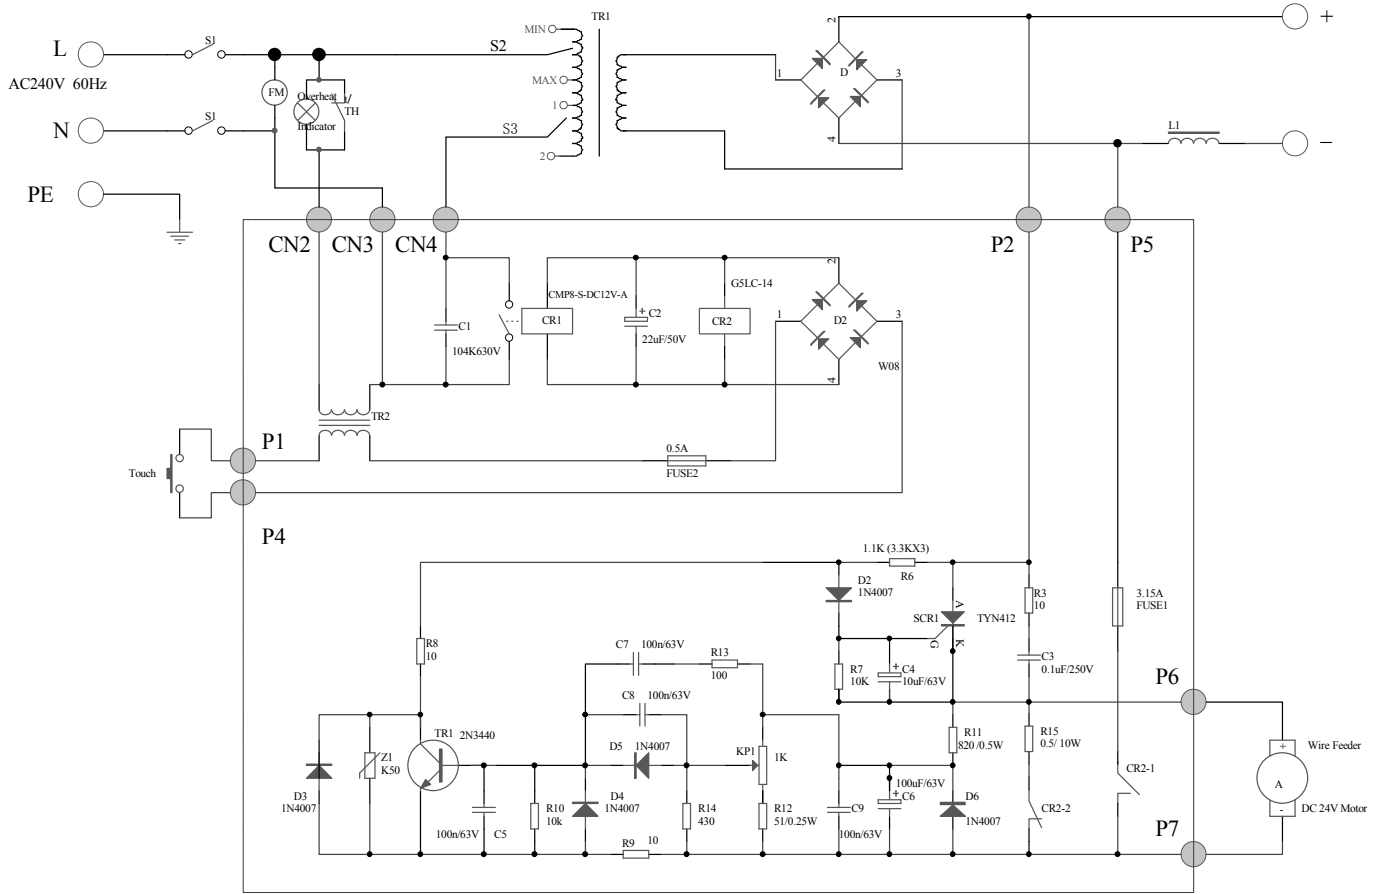 TR1
2
+
MIN
L
S1
S2
D
1
3
AC240V 60Hz
FM
Overheat
Indicator
TH
MAX
1
N
S1
S3
4
L1
−
2
PE
CN2
CN3
CN4
P2
P5
2
CMP8-S-DC12V-A
G5LC-14
C1
104K630V
CR1
+
C2
22uF/50V
CR2
1
D2
3
W08
4
TR2
P1
0.5A
FUSE2
Touch
P4
1.1K (3.3KX3)
R6
D2
1N4007
A
SCR1
TYN412
G
K
R3
10
3.15A
FUSE1
R8
10
C7
100n/63V
R13
100
R7
10K
+
C4
10uF/63V
C3
0.1uF/250V
P6
C8
100n/63V
TR1
2N3440
D5
1N4007
KP1
1K
R11
820 /0.5W
R15
0.5/ 10W
+
Wire Feeder
Z1
K50
CR2-1
D3
1N4007
100uF/63V
+
C6
A
D4
1N4007
R10
10k
R14
430
R12
51/0.25W
C9
100n/63V
D6
1N4007
CR2-2
-
DC 24V Motor
100n/63V
C5
R9
10
P7